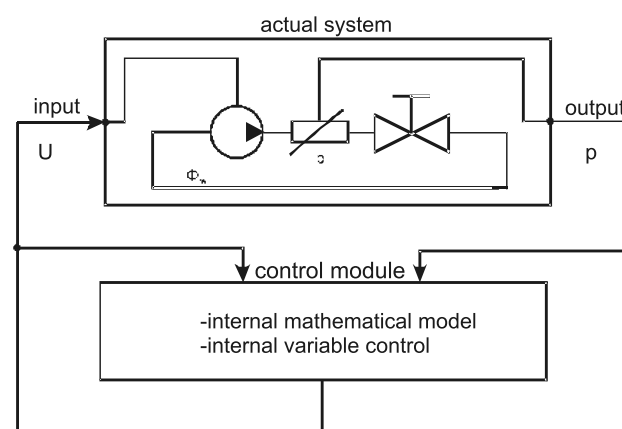 actual system
input
output
U
p
Φ
control module
-internal mathematical model
-internal variable control